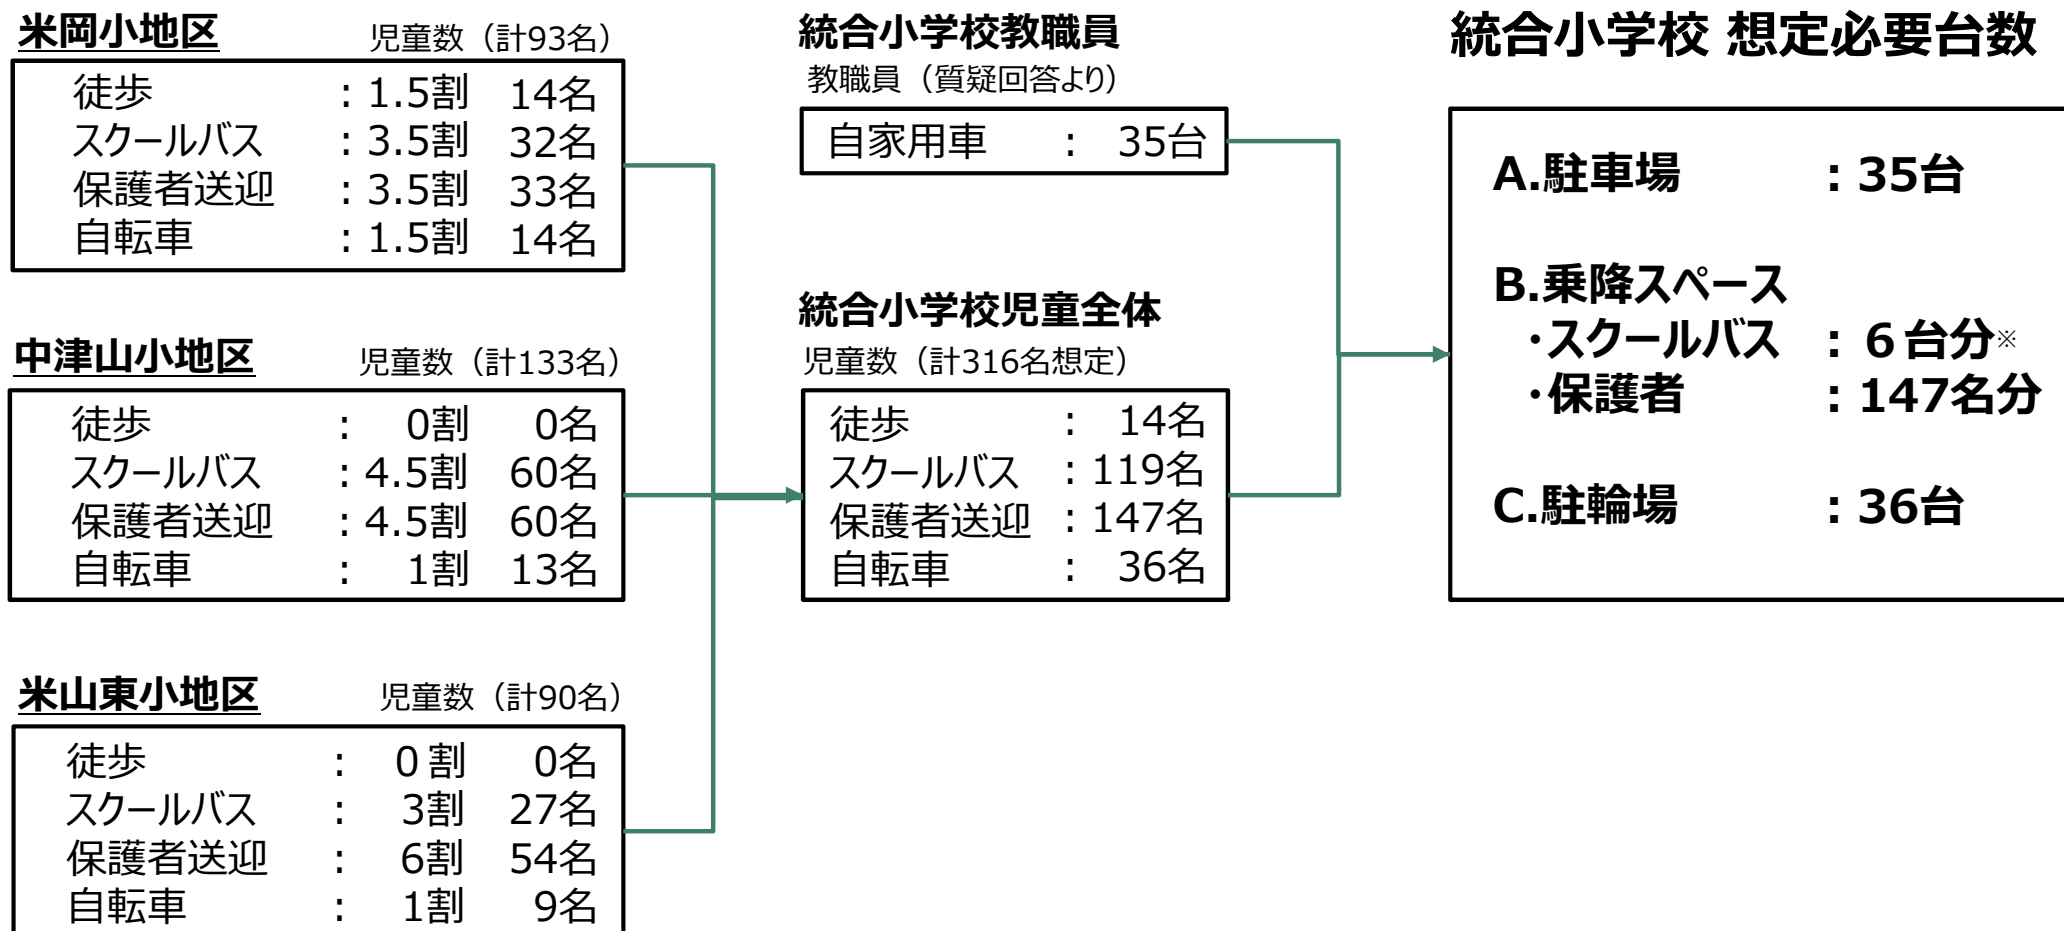 米岡小地区 児童数（計93名）
徒歩 ：1.5割 14名
スクールバス ：3.5割 32名
保護者送迎 ：3.5割 33名
自転車 ：1.5割 14名
中津山小地区 児童数（計133名）
徒歩 ： 0割 0名
スクールバス ：4.5割 60名
保護者送迎 ：4.5割 60名
自転車 ： 1割 13名
米山東小地区 児童数（計90名）
徒歩 ： 0割 0名
スクールバス ： 3割 27名
保護者送迎 ： 6割 54名
自転車 ： 1割 9名
統合小学校教職員
教職員（質疑回答より）
自家用車 ： 35台
統合小学校児童全体
児童数（計316名想定）
徒歩 ： 14名
スクールバス ：119名
保護者送迎 ：147名
自転車 ： 36名
統合小学校 想定必要台数
A.駐車場 ：35台
B.乗降スペース
・スクールバス ：６台分※
・保護者 ：147名分
C.駐輪場 ：36台